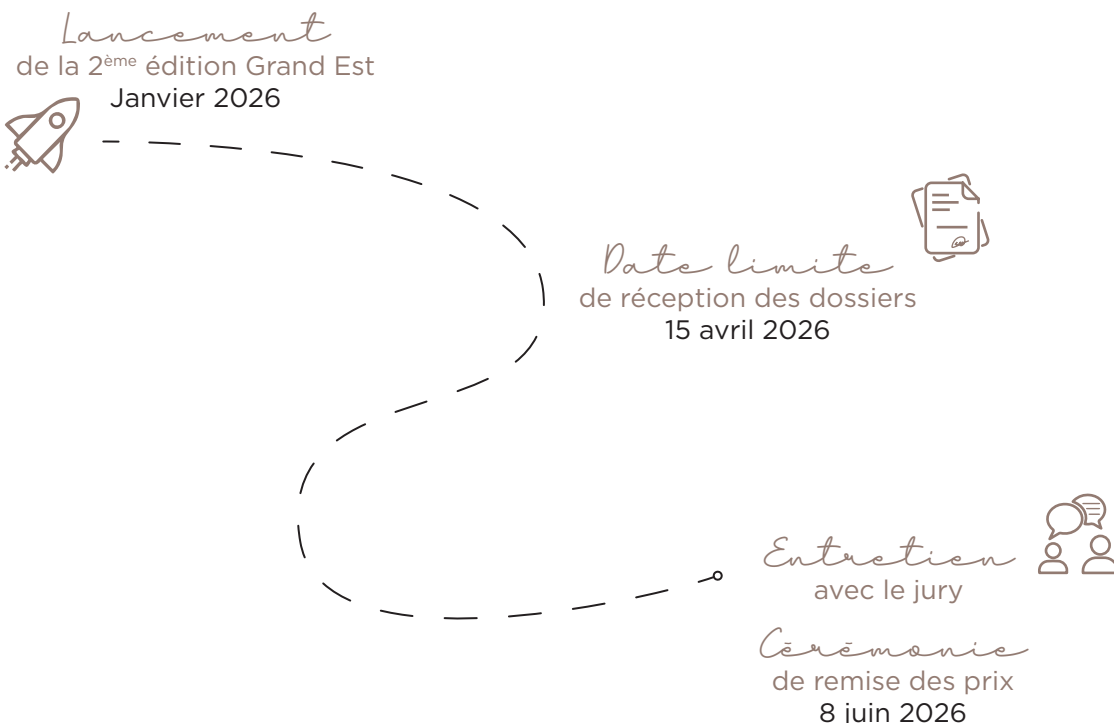 Lancement
de la 2ème édition Grand Est
Janvier 2026
Date limite
de réception des dossiers
15 avril 2026
Entretien
avec le jury
Cérémonie
de remise des prix
8 juin 2026